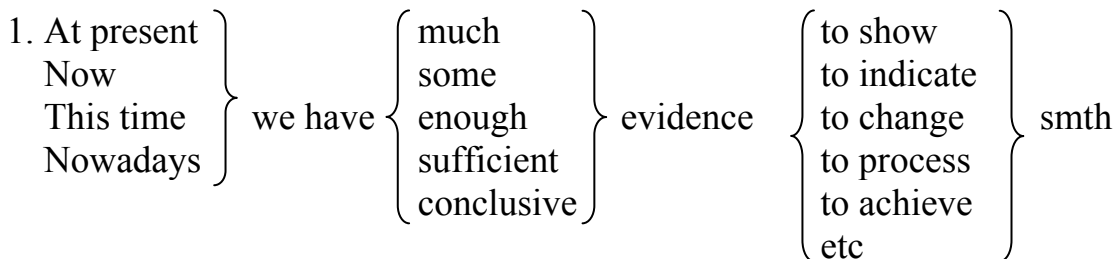 1. At present much to show
Now some to indicate
This time we have enough evidence to change smth
Nowadays sufficient to process
conclusive to achieve
etc